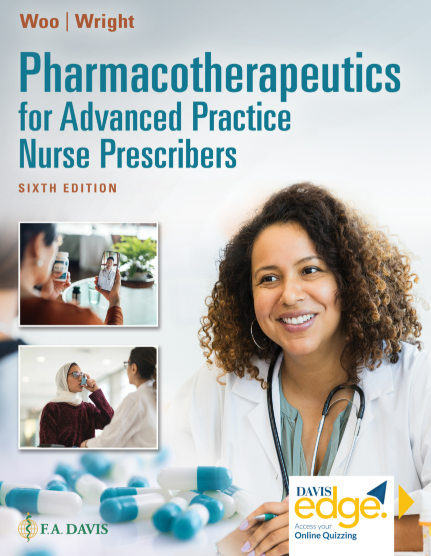 Woo | Wright
Pharmacotherapeutics
for Advanced Practice
Nurse Prescribers
SIXTH EDITION
F.A. DAVIS
DAVIS
edge.
Access your
Online Quizzing